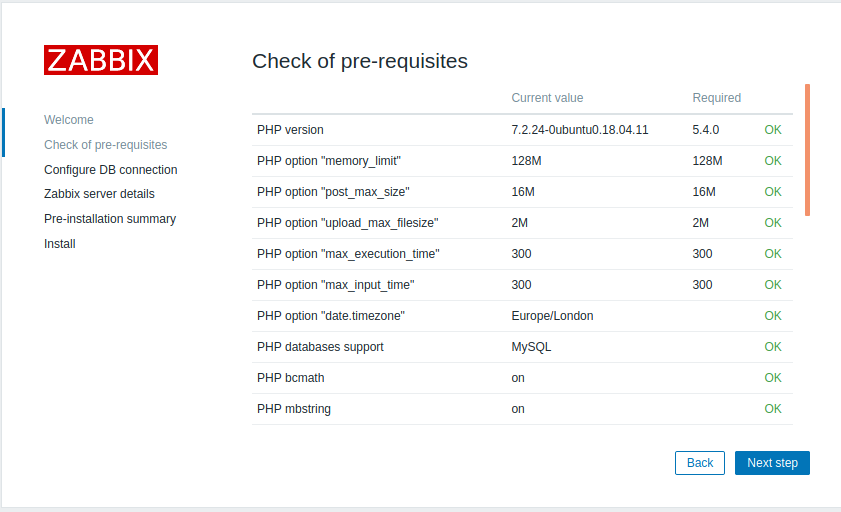 ZABBIX
Welcome
Check of pre-requisites
Configure DB connection
Zabbix server details
Pre-installation summary
Install
Check of pre-requisites
Current value Required
PHP version 7.2.24-0ubuntu0.18.04.11 5.4.0 OK
PHP option "memory_limit" 128M 128M OK
PHP option "post_max_size" 16M 16M OK
PHP option "upload_max_filesize" 2M 2M OK
PHP option "max_execution_time" 300 300 OK
PHP option "max_input_time" 300 300 OK
PHP option "date.timezone" Europe/London OK
PHP databases support MySQL OK
PHP bcmath on OK
PHP mbstring on OK
Back Next step